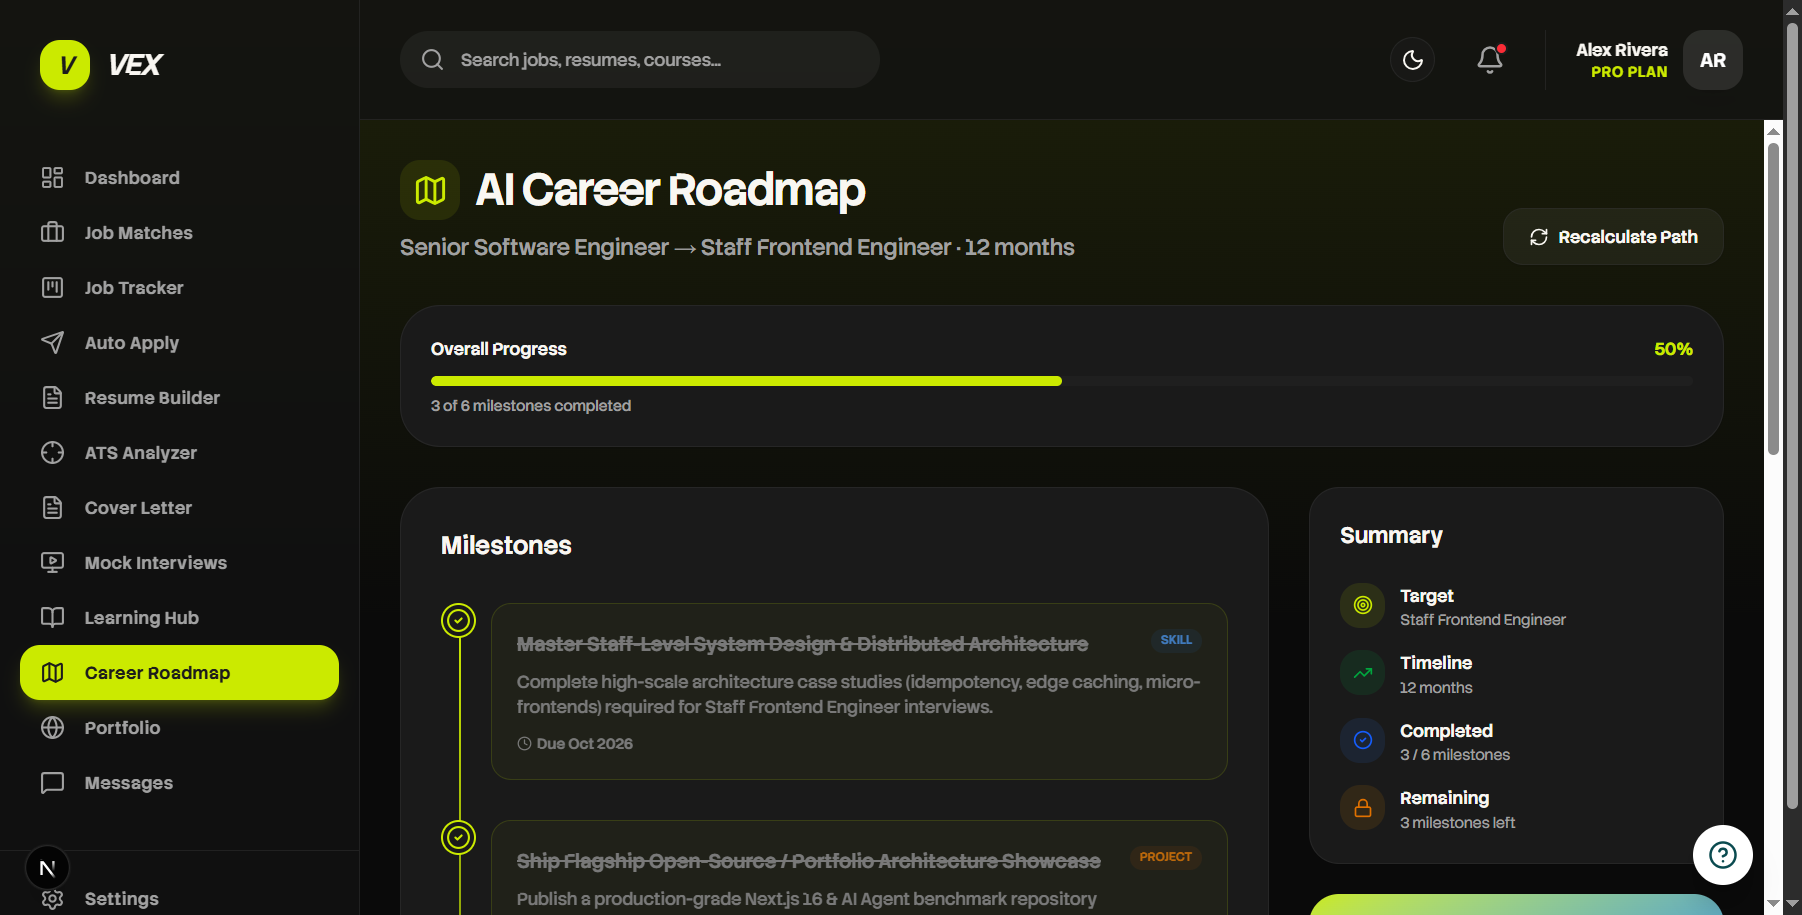 V VEX
Search jobs, resumes, courses...
Alex Rivera
PRO PLAN
AR
Dashboard
Job Matches
Job Tracker
Auto Apply
Resume Builder
ATS Analyzer
Cover Letter
Mock Interviews
Learning Hub
Career Roadmap
Portfolio
Messages
N
Settings
AI Career Roadmap
Senior Software Engineer → Staff Frontend Engineer · 12 months
Recalculate Path
Overall Progress
50%
3 of 6 milestones completed
Milestones
Master Staff-Level System Design & Distributed Architecture
SKILL
Complete high-scale architecture case studies (idempotency, edge caching, micro-
frontends) required for Staff Frontend Engineer interviews.
Due Oct 2026
Ship Flagship Open-Source / Portfolio Architecture Showcase
PROJECT
Publish a production-grade Next.js 16 & AI Agent benchmark repository
Summary
Target
Staff Frontend Engineer
Timeline
12 months
Completed
3 / 6 milestones
Remaining
3 milestones left